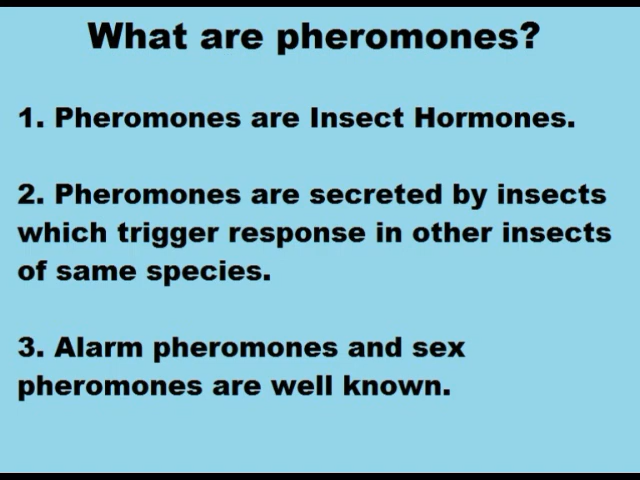 What are pheromones?
1. Pheromones are Insect Hormones.
2. Pheromones are secreted by insects
which trigger response in other insects
of same species.
3. Alarm pheromones and sex
pheromones are well known.